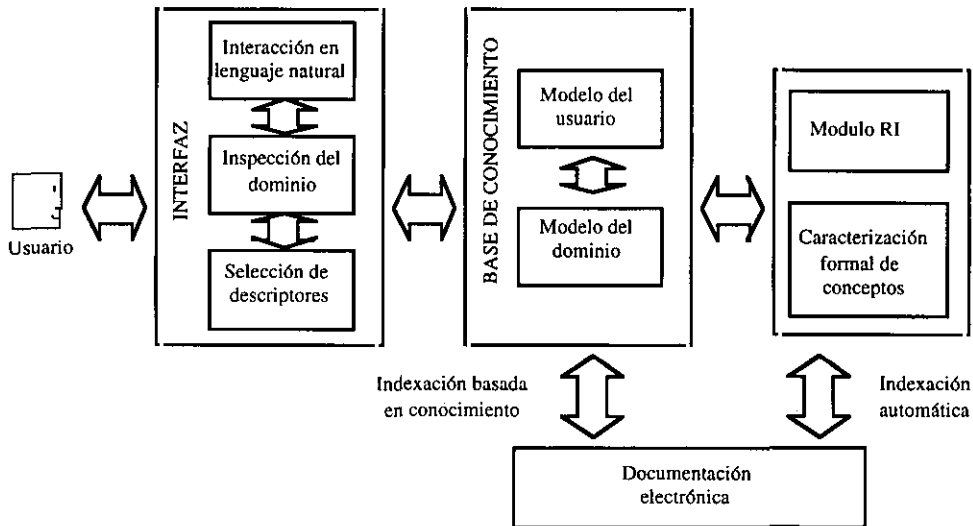 Usuario
INTERFAZ
Interacción en
lenguaje natural
Inspección del
dominio
Selección de
descriptores
BASE DE CONOCIMIENTO
Modelo del
usuario
Modelo del
dominio
Modulo RI
Caracterización
formal de
conceptos
Indexación basada
en conocimiento
Indexación
automática
Documentación
electrónica